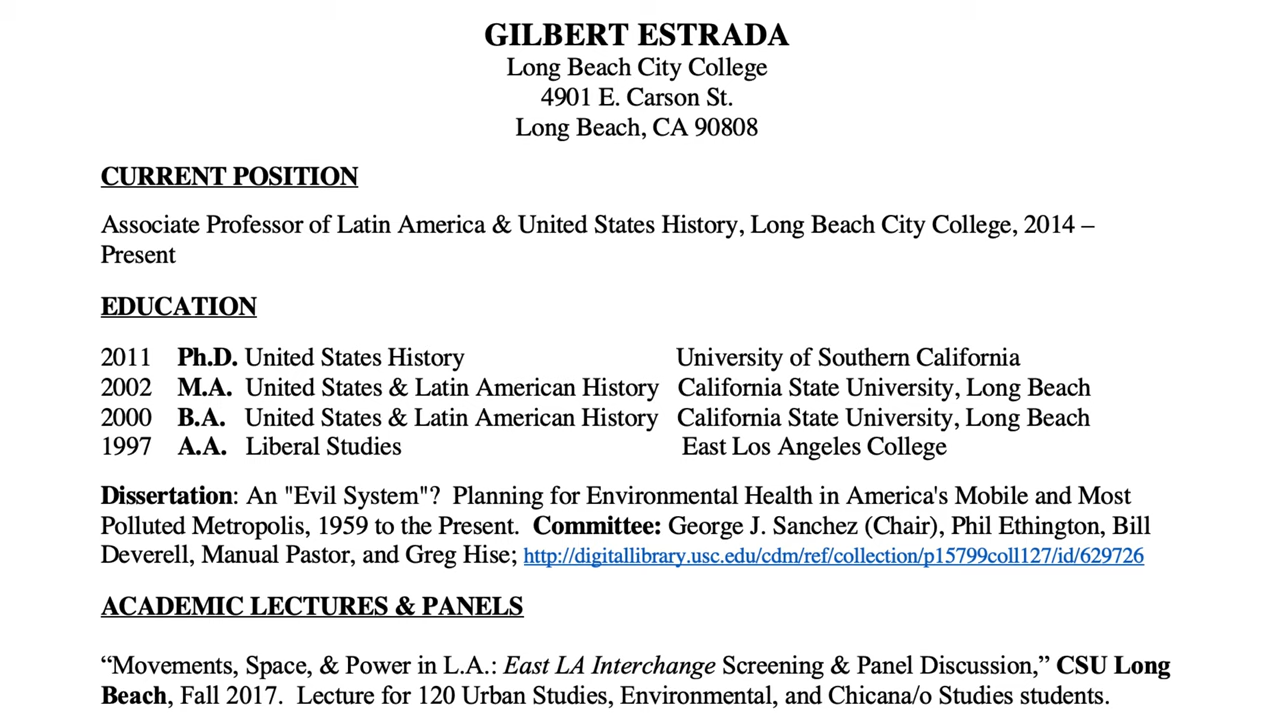 GILBERT ESTRADA
Long Beach City College
4901 E. Carson St.
Long Beach, CA 90808
CURRENT POSITION
Associate Professor of Latin America & United States History, Long Beach City College, 2014 –
Present
EDUCATION
2011 Ph.D. United States History University of Southern California
2002 M.A. United States & Latin American History California State University, Long Beach
2000 B.A. United States & Latin American History California State University, Long Beach
1997 A.A. Liberal Studies East Los Angeles College
Dissertation: An "Evil System"? Planning for Environmental Health in America's Mobile and Most
Polluted Metropolis, 1959 to the Present. Committee: George J. Sanchez (Chair), Phil Ethington, Bill
Deverell, Manual Pastor, and Greg Hise; http://digitallibrary.usc.edu/cdm/ref/collection/p15799coll127/id/629726
ACADEMIC LECTURES & PANELS
“Movements, Space, & Power in L.A.: East LA Interchange Screening & Panel Discussion,” CSU Long
Beach, Fall 2017. Lecture for 120 Urban Studies, Environmental, and Chicana/o Studies students.